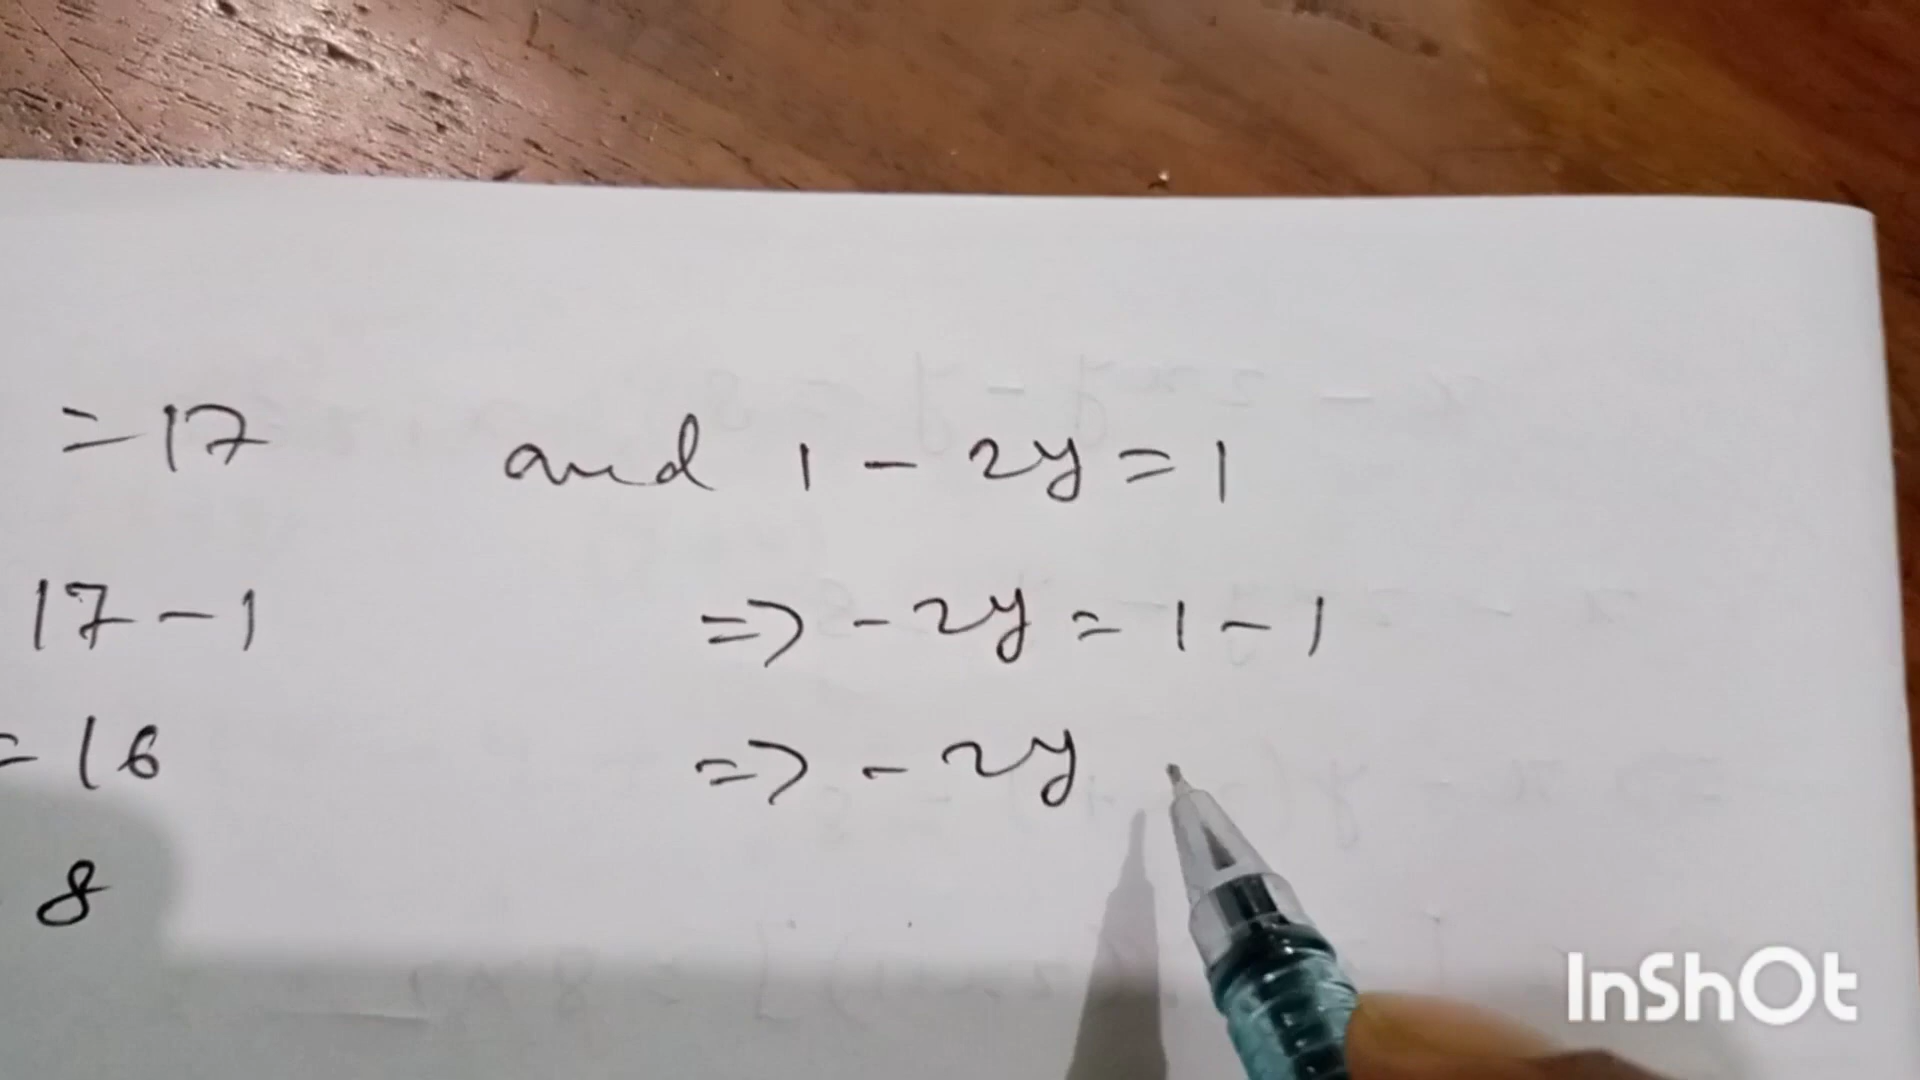 = 17 and 1 - 2y = 1
17 - 1 => - 2y = 1 - 1
= 16 => - 2y
8
InShOt